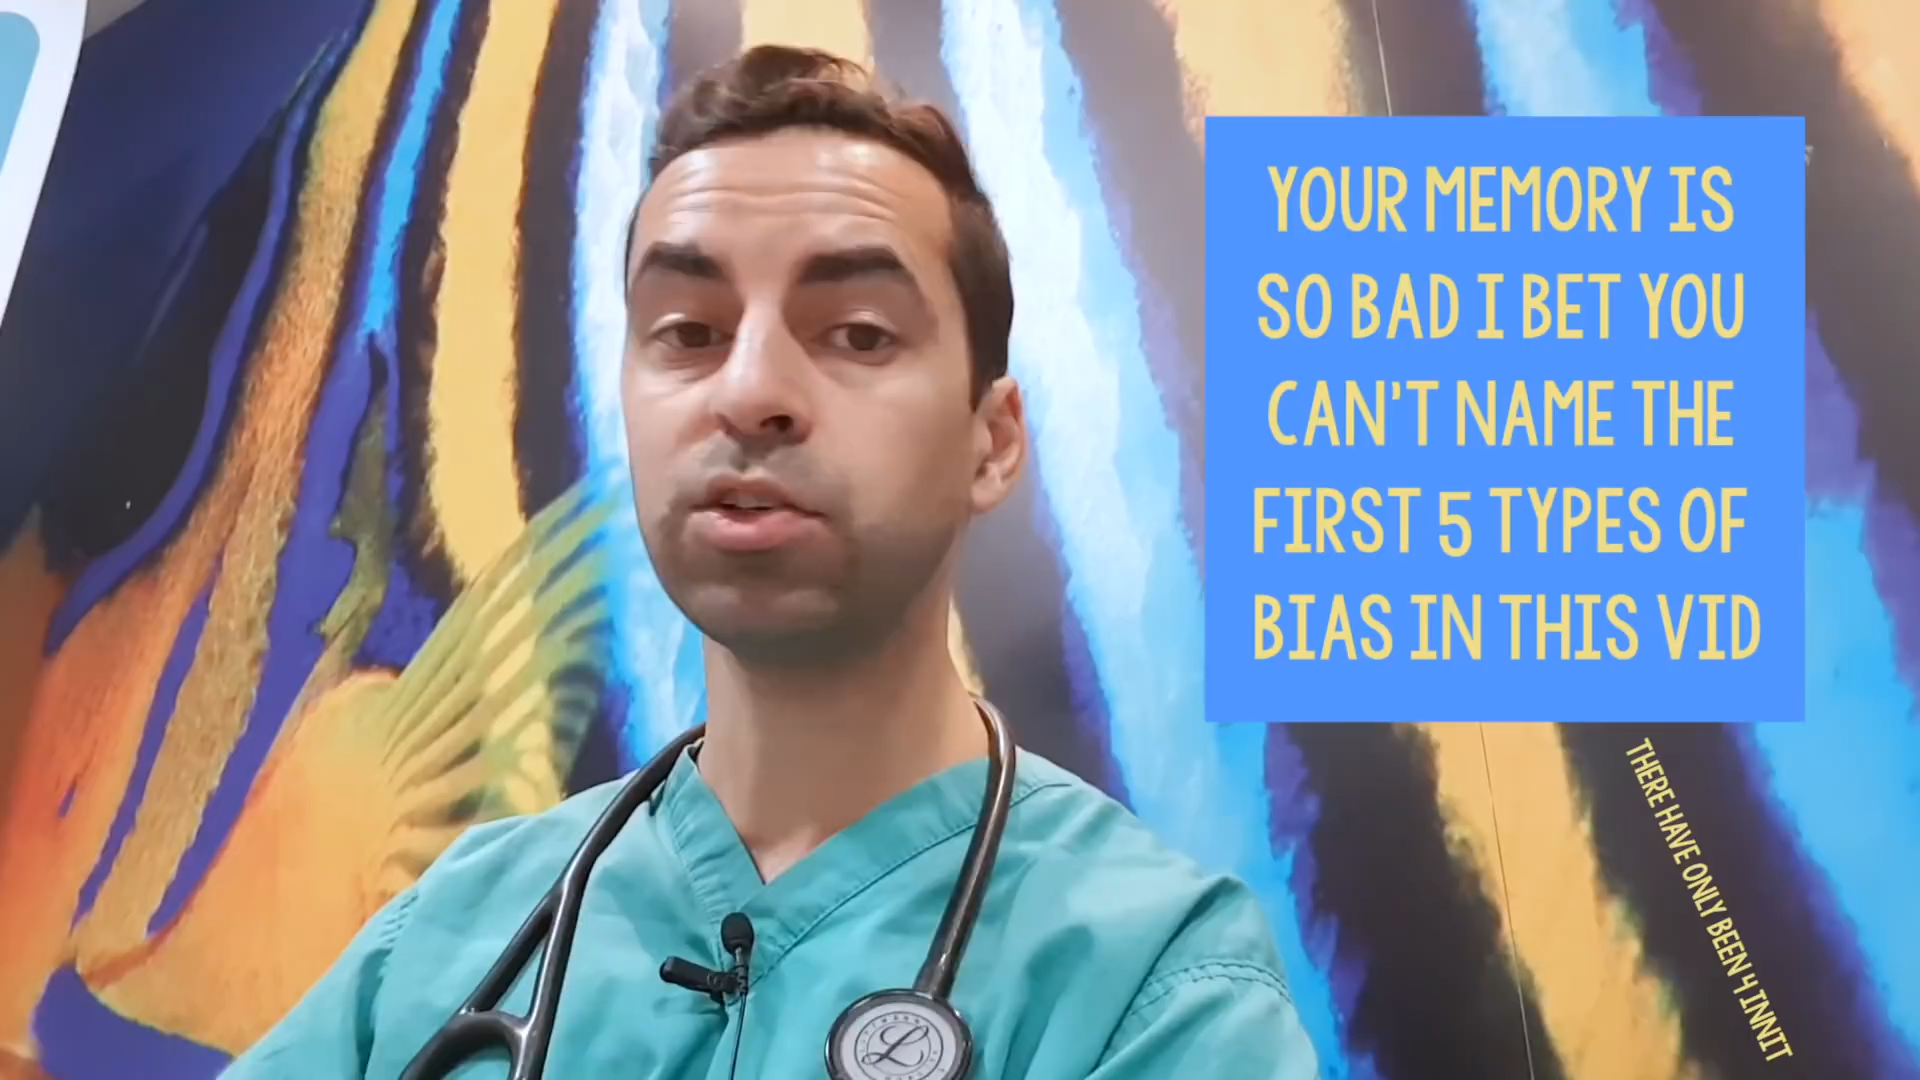 YOUR MEMORY IS
SO BAD I BET YOU
CAN'T NAME THE
FIRST 5 TYPES OF
BIAS IN THIS VID
THERE HAVE ONLY BEEN 4 INNIT